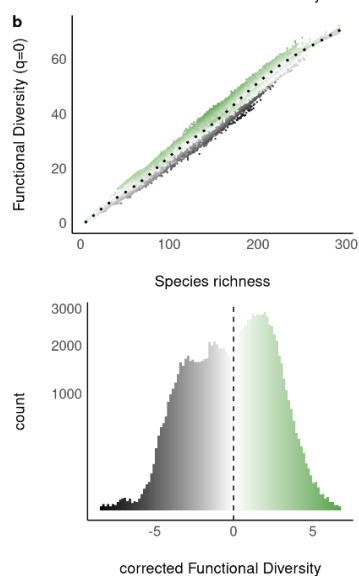 b
Functional Diversity (q=0)
60
40
20
0
0 100 200 300
Species richness
3000
2000
1000
count
-5 0 5
corrected Functional Diversity